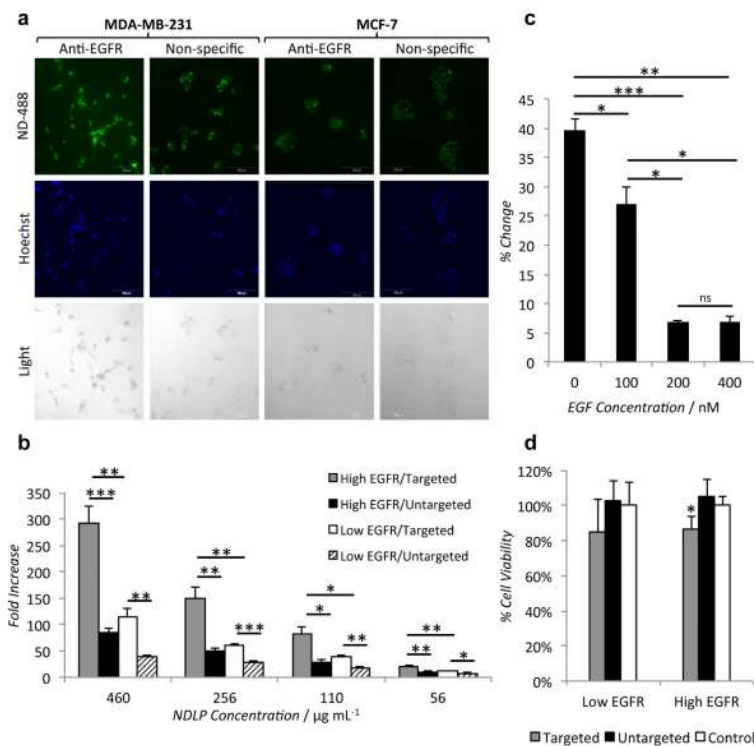 a
MDA-MB-231 MCF-7
Anti-EGFR Non-specific Anti-EGFR Non-specific
ND-488
Hoechst
Light
b
Fold Increase
350
300
250
200
150
100
50
0
** *** **
** ** ***
* * **
** ** *
High EGFR/Targeted
High EGFR/Untargeted
Low EGFR/Targeted
Low EGFR/Untargeted
460 256 110 56
NDLP Concentration / µg mL⁻¹
c
% Change
45
40
35
30
25
20
15
10
5
0
**
***
*
*
*
ns
0 100 200 400
EGF Concentration / nM
d
% Cell Viability
120%
100%
80%
60%
40%
20%
0%
*
Low EGFR High EGFR
Targeted Untargeted Control